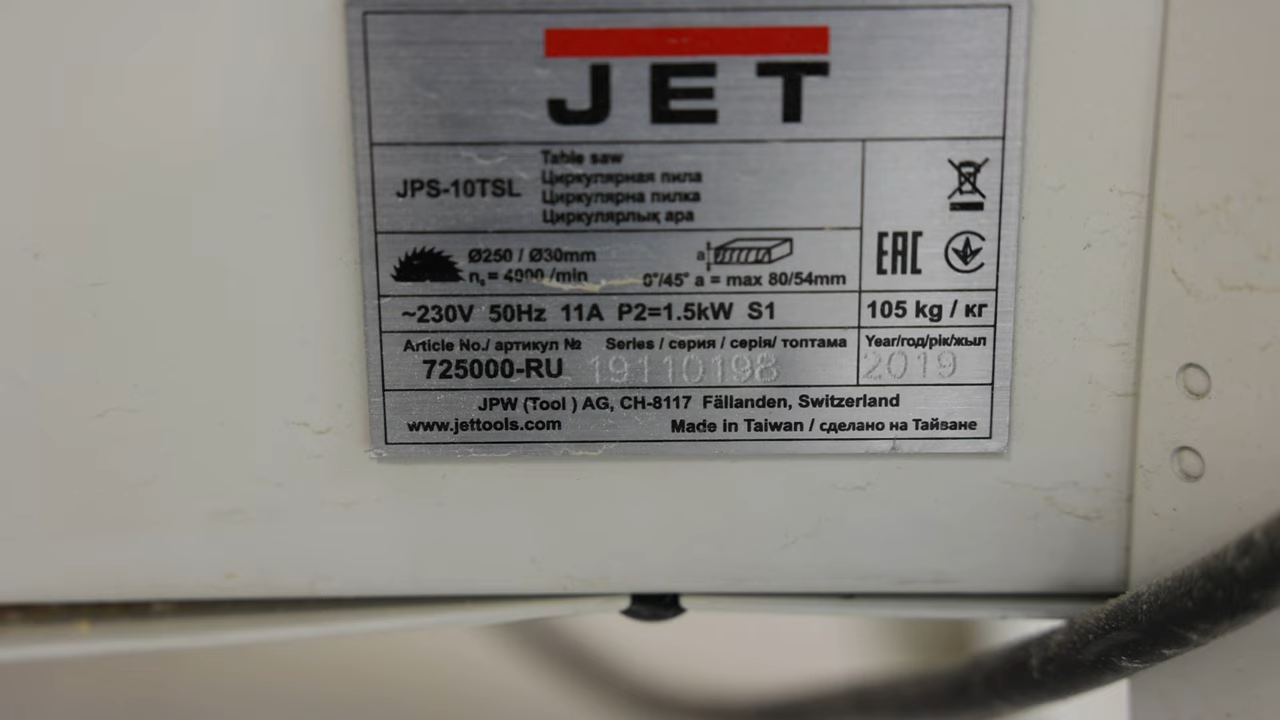 JET
JPS-10TSL
Table saw
Циркулярная пила
Циркулярна пилка
Циркулярлық ара
Ø250 / Ø30mm
n₀ = 4000 /min
a
0°/45° a = max 80/54mm
EAC
~230V 50Hz 11A P2=1.5kW S1
105 kg / кг
Article No./ артикул №
Series / серия / серія/ топтама
Year/год/рік/жыл
725000-RU
19110198
2019
JPW (Tool ) AG, CH-8117 Fällanden, Switzerland
www.jettools.com
Made in Taiwan / сделано на Тайване